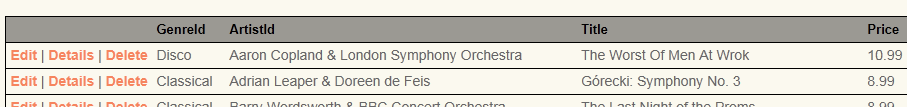 GenreId ArtistId Title Price
Edit | Details | Delete Disco Aaron Copland & London Symphony Orchestra The Worst Of Men At Wrok 10.99
Edit | Details | Delete Classical Adrian Leaper & Doreen de Feis Górecki: Symphony No. 3 8.99
Edit | Details | Delete Classical Barry Wordsworth & BBC Concert Orchestra The Last Night of the Proms 8.99